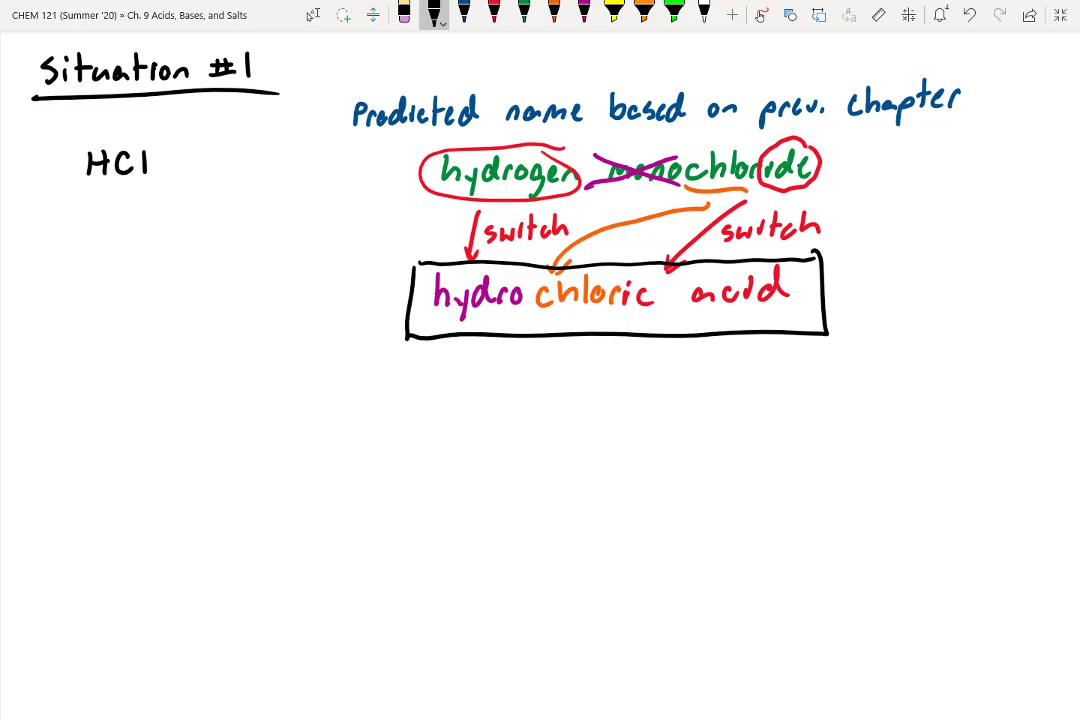 CHEM 121 (Summer '20) » Ch. 9 Acids, Bases, and Salts
Situation #1
Predicted name based on prev. chapter
HCl
hydrogen monochloride
switch switch
hydrochloric acid